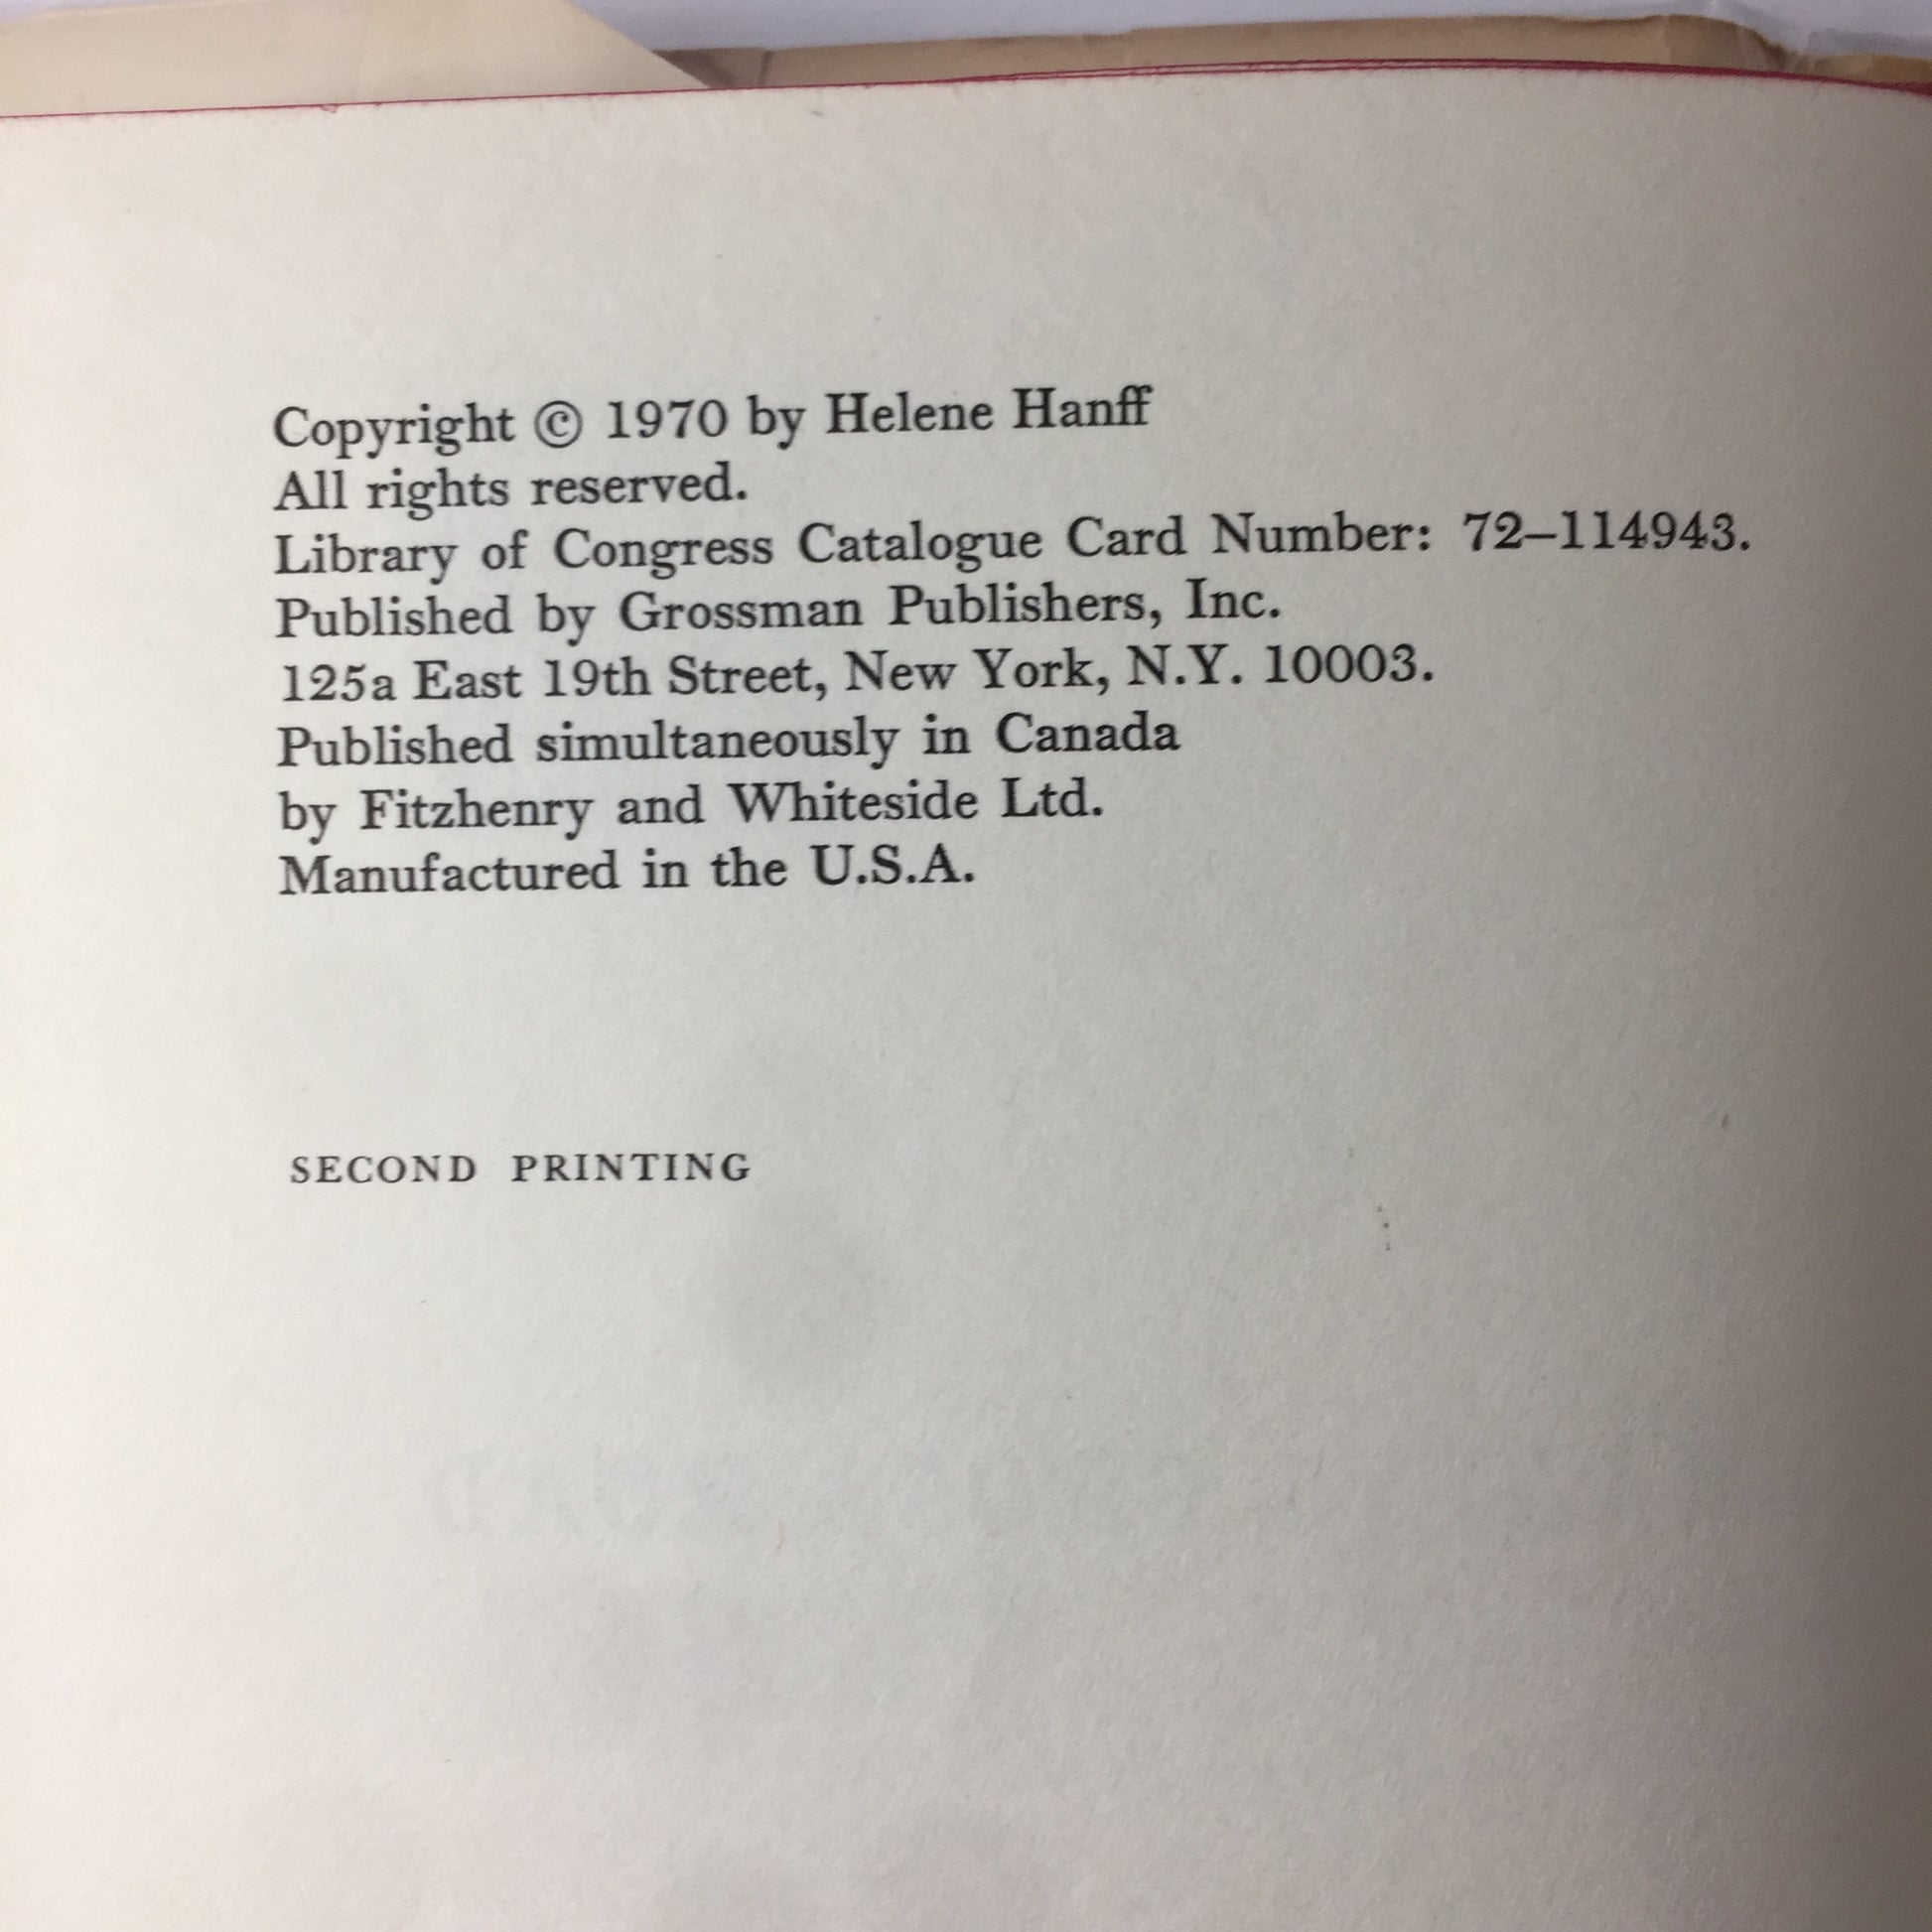 Copyright © 1970 by Helene Hanff
All rights reserved.
Library of Congress Catalogue Card Number: 72–114943.
Published by Grossman Publishers, Inc.
125a East 19th Street, New York, N.Y. 10003.
Published simultaneously in Canada
by Fitzhenry and Whiteside Ltd.
Manufactured in the U.S.A.
SECOND PRINTING